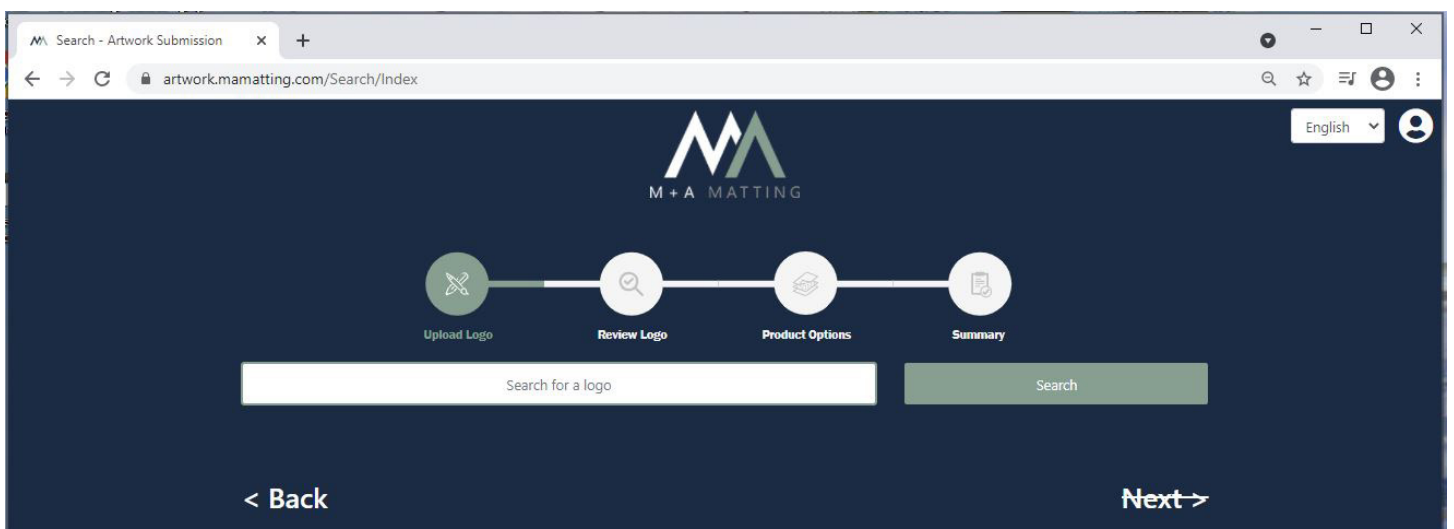 Search - Artwork Submission
artwork.mamatting.com/Search/Index
English
M + A MATTING
Upload Logo Review Logo Product Options Summary
Search for a logo Search
< Back Next >